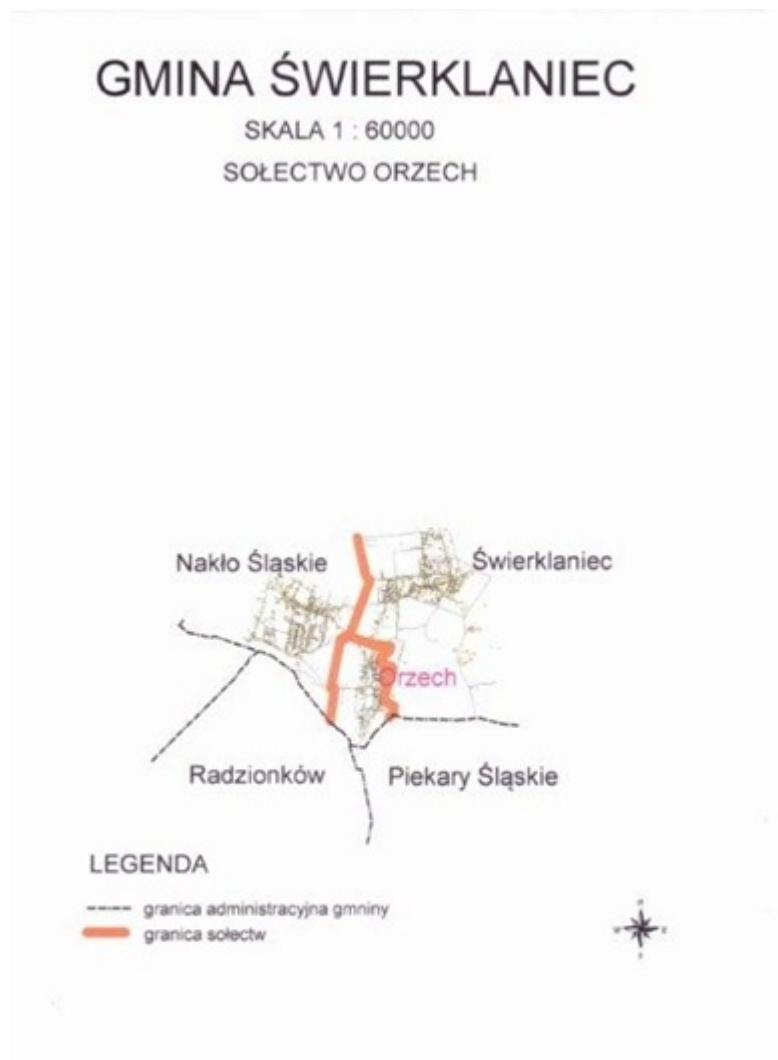 GMINA ŚWIERKLANIEC
SKALA 1 : 60000
SOŁECTWO ORZECH
Nakło Śląskie
Świerklaniec
Orzech
Radzionków
Piekary Śląskie
LEGENDA
granica administracyjna gmniny
granica sołectw